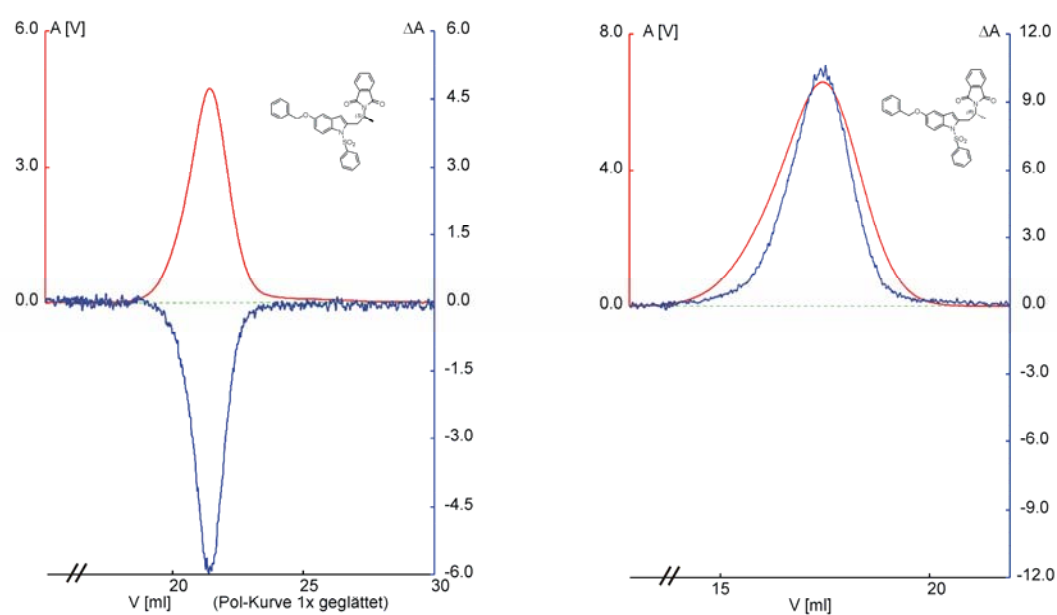 6.0 A [V] ΔA 6.0
4.5
3.0 3.0
1.5
0.0 0.0
-1.5
-3.0
-4.5
-6.0
20 25 30
V [ml] (Pol-Kurve 1x geglättet)
O
N
O O
(S)
N
SO₂
8.0 A [V] ΔA 12.0
9.0
4.0 6.0
3.0
0.0 0.0
-3.0
-6.0
-9.0
-12.0
15 20
V [ml]
O
N
O O
N
SO₂